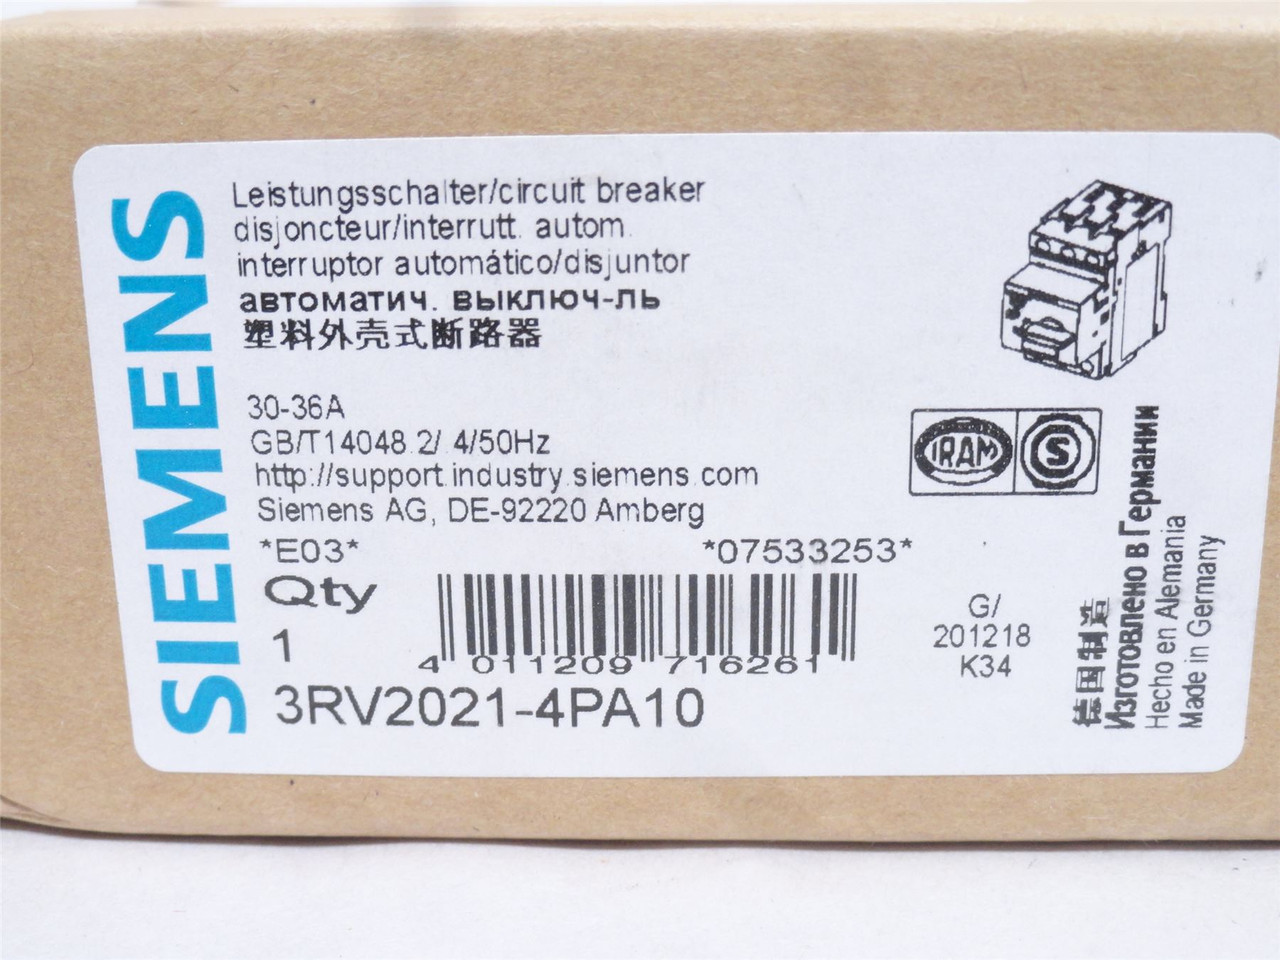 SIEMENS
Leistungsschalter/circuit breaker
disjoncteur/interrutt. autom.
interruptor automático/disjuntor
автоматич. выключ-ль
塑料外壳式断路器
30-36A
GB/T14048.2/.4/50Hz
http://support.industry.siemens.com
Siemens AG, DE-92220 Amberg
*E03* *07533253*
Qty
1
4 011209 716261
3RV2021-4PA10
IRAM S
G/
201218
K34
德国制造
Изготовлено в Германии
Hecho en Alemania
Made in Germany